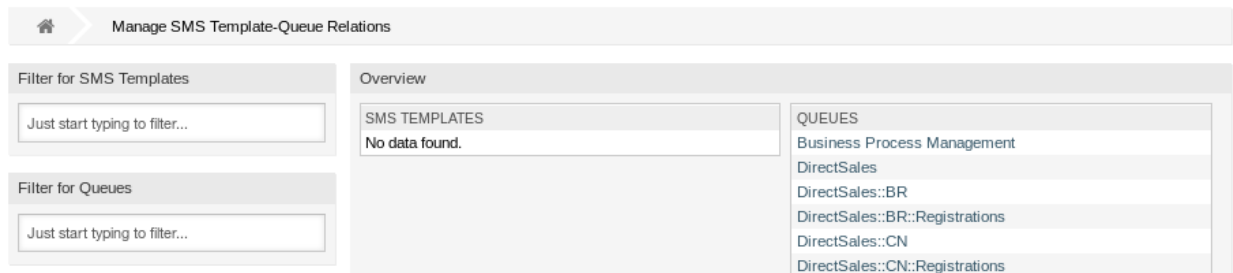 Manage SMS Template-Queue Relations
Filter for SMS Templates
Just start typing to filter...
Filter for Queues
Just start typing to filter...
Overview
SMS TEMPLATES
No data found.
QUEUES
Business Process Management
DirectSales
DirectSales::BR
DirectSales::BR::Registrations
DirectSales::CN
DirectSales::CN::Registrations